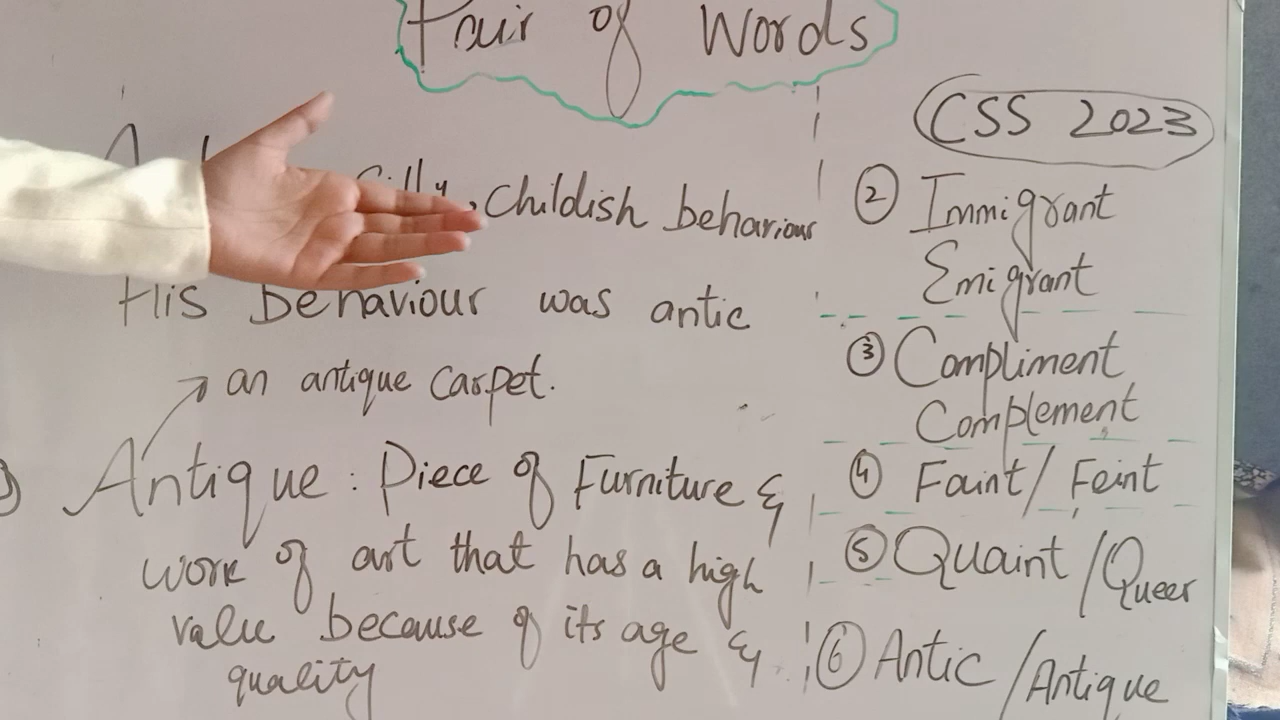 Pair of Words
Silly, Childish behaviour
His behaviour was antic
an antique carpet.
Antique : Piece of Furniture &
work of art that has a high
value because of its age &
quality
CSS 2023
② Immigrant
Emigrant
③ Compliment
Complement
④ Faint / Feint
⑤ Quaint / Queer
⑥ Antic / Antique